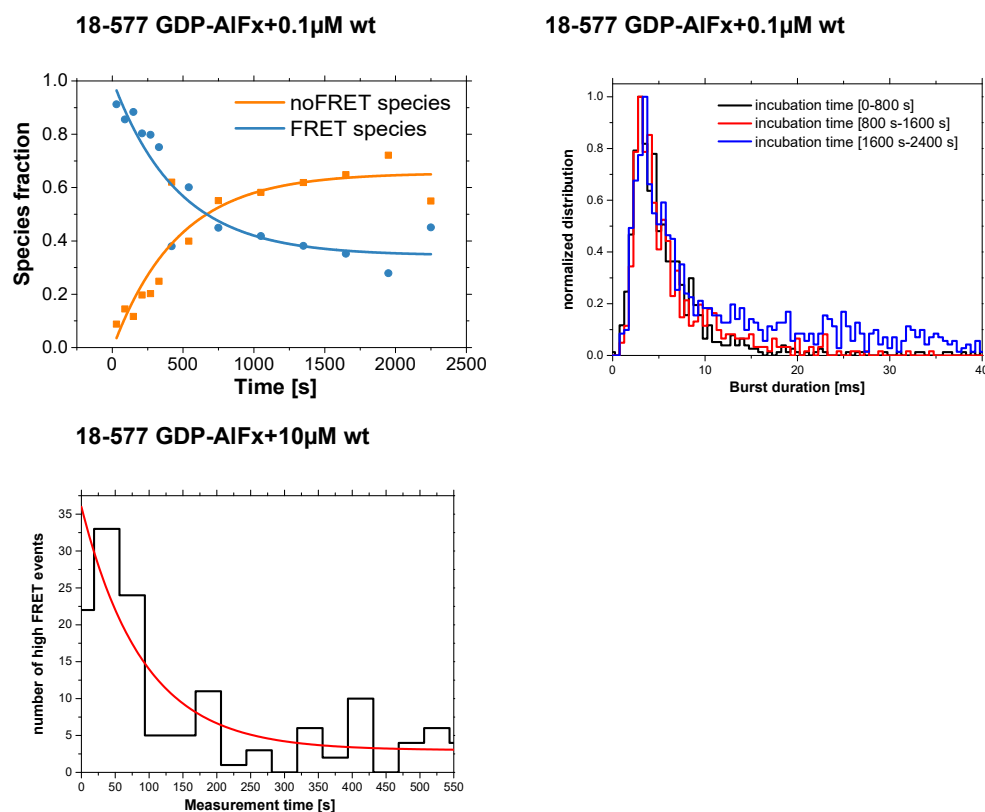 18-577 GDP-AlFx+0.1µM wt
1.0
0.8
0.6
0.4
0.2
0.0
Species fraction
noFRET species
FRET species
0 500 1000 1500 2000 2500
Time [s]
18-577 GDP-AlFx+0.1µM wt
1.0
0.8
0.6
0.4
0.2
0.0
normalized distribution
incubation time [0-800 s]
incubation time [800 s-1600 s]
incubation time [1600 s-2400 s]
0 10 20 30 40
Burst duration [ms]
18-577 GDP-AlFx+10µM wt
35
30
25
20
15
10
5
0
number of high FRET events
0 50 100 150 200 250 300 350 400 450 500 550
Measurement time [s]